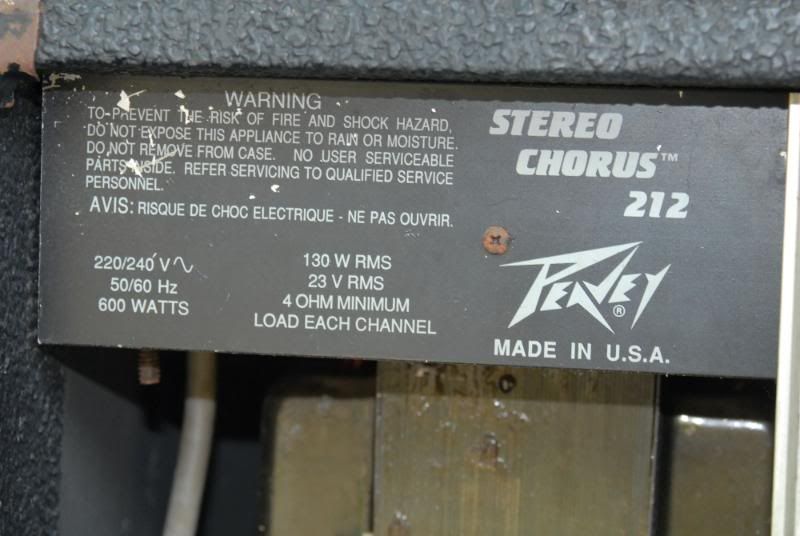 WARNING
TO PREVENT THE RISK OF FIRE AND SHOCK HAZARD,
DO NOT EXPOSE THIS APPLIANCE TO RAIN OR MOISTURE.
DO NOT REMOVE FROM CASE. NO USER SERVICEABLE
PARTS INSIDE. REFER SERVICING TO QUALIFIED SERVICE
PERSONNEL.
AVIS: RISQUE DE CHOC ELECTRIQUE - NE PAS OUVRIR.
220/240 V∿
50/60 Hz
600 WATTS
130 W RMS
23 V RMS
4 OHM MINIMUM
LOAD EACH CHANNEL
STEREO
CHORUS™
212
PEAVEY®
MADE IN U.S.A.